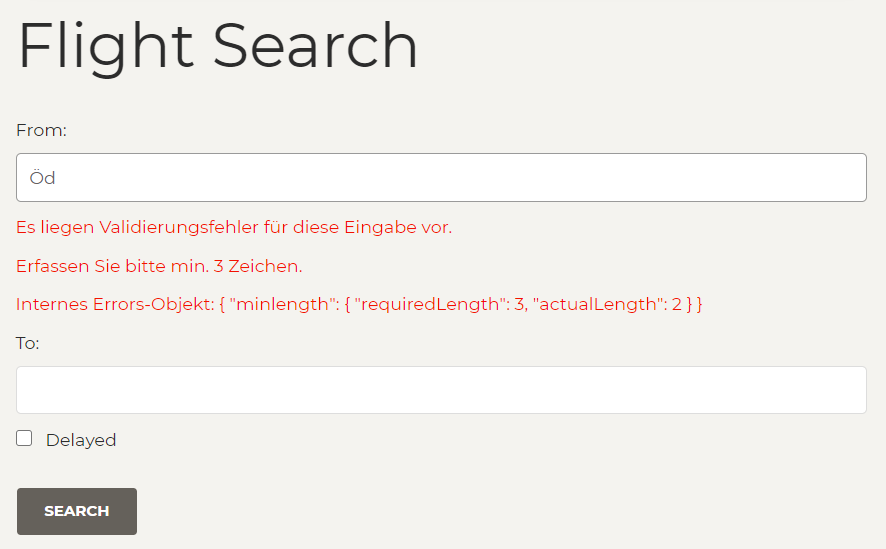 Flight Search
From:
Öd
Es liegen Validierungsfehler für diese Eingabe vor.
Erfassen Sie bitte min. 3 Zeichen.
Internes Errors-Objekt: { "minlength": { "requiredLength": 3, "actualLength": 2 } }
To:
Delayed
SEARCH